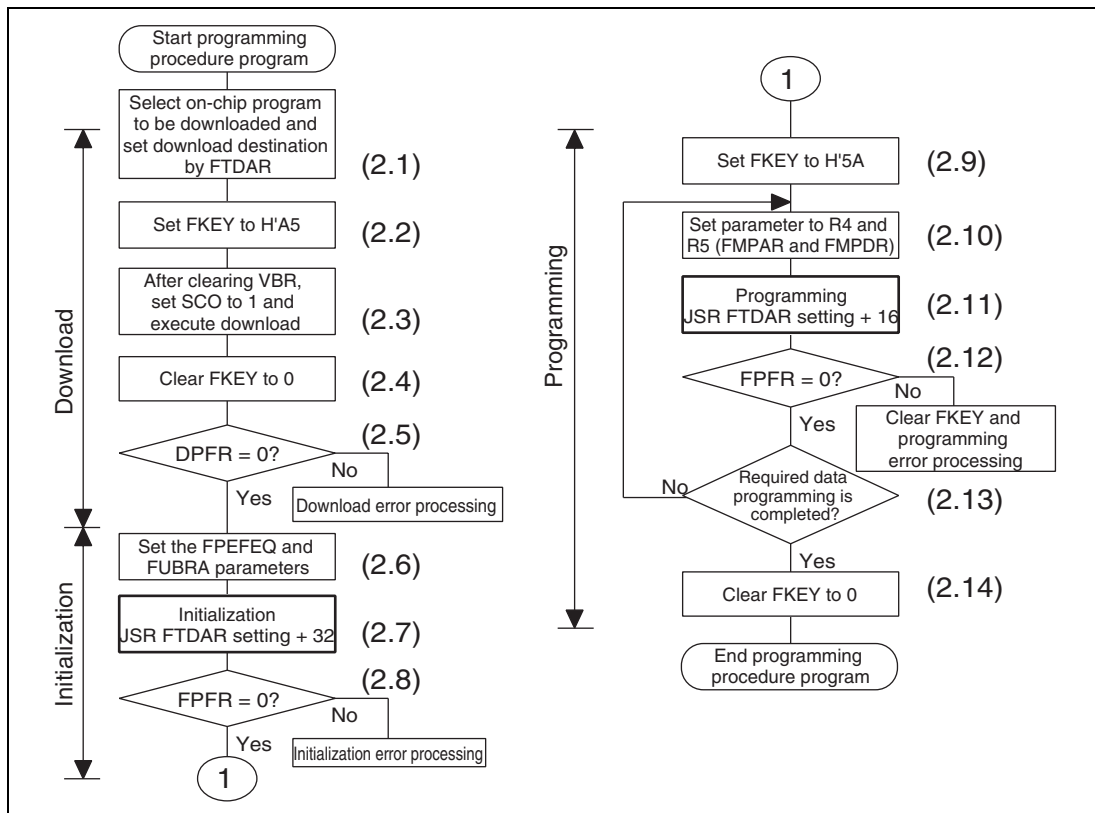 Start programming
procedure program
Select on-chip program
to be downloaded and
set download destination
by FTDAR
(2.1)
Set FKEY to H'A5
(2.2)
After clearing VBR,
set SCO to 1 and
execute download
(2.3)
Clear FKEY to 0
(2.4)
DPFR = 0?
(2.5)
No
Yes
Download error processing
Download
Set the FPEFEQ and
FUBRA parameters
(2.6)
Initialization
JSR FTDAR setting + 32
(2.7)
FPFR = 0?
(2.8)
No
Yes
Initialization error processing
Initialization
1
1
Set FKEY to H'5A
(2.9)
Set parameter to R4 and
R5 (FMPAR and FMPDR)
(2.10)
Programming
JSR FTDAR setting + 16
(2.11)
FPFR = 0?
(2.12)
No
Yes
Clear FKEY and
programming
error processing
Programming
Required data
programming is
completed?
(2.13)
No
Yes
Clear FKEY to 0
(2.14)
End programming
procedure program